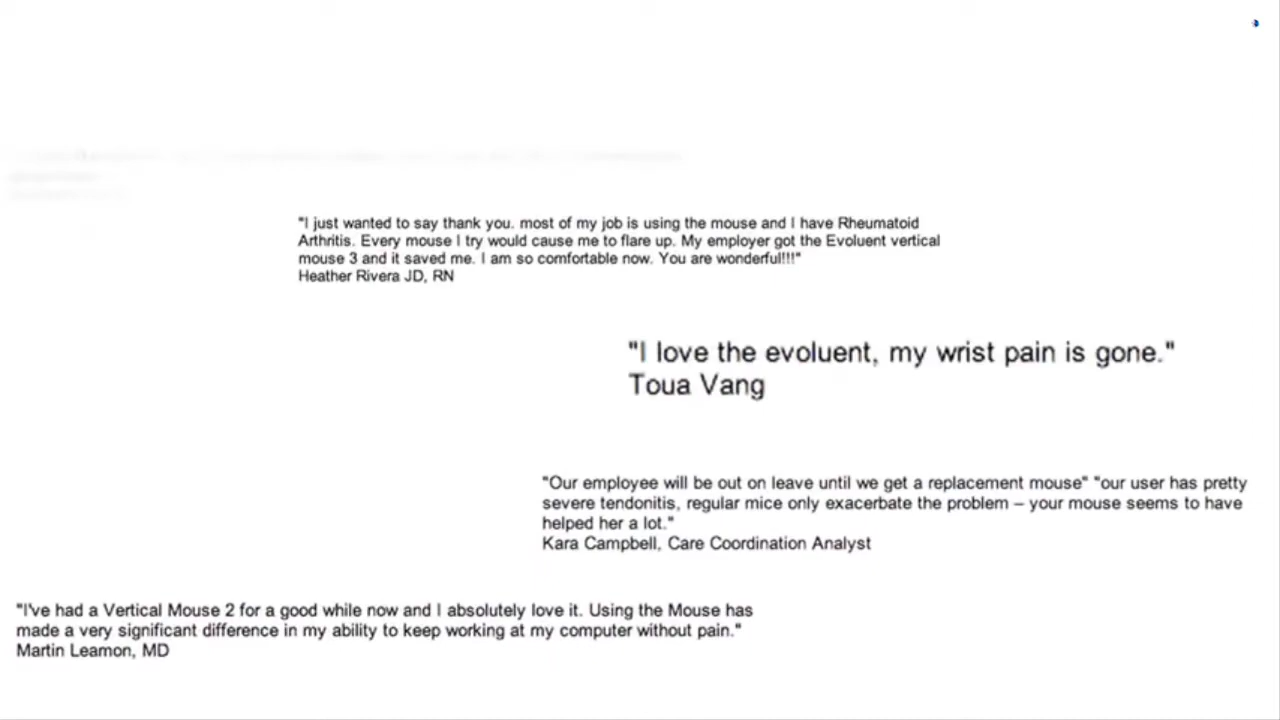 "I just wanted to say thank you. most of my job is using the mouse and I have Rheumatoid
Arthritis. Every mouse I try would cause me to flare up. My employer got the Evoluent vertical
mouse 3 and it saved me. I am so comfortable now. You are wonderful!!!"
Heather Rivera JD, RN
"I love the evoluent, my wrist pain is gone."
Toua Vang
"Our employee will be out on leave until we get a replacement mouse" "our user has pretty
severe tendonitis, regular mice only exacerbate the problem – your mouse seems to have
helped her a lot."
Kara Campbell, Care Coordination Analyst
"I've had a Vertical Mouse 2 for a good while now and I absolutely love it. Using the Mouse has
made a very significant difference in my ability to keep working at my computer without pain."
Martin Leamon, MD